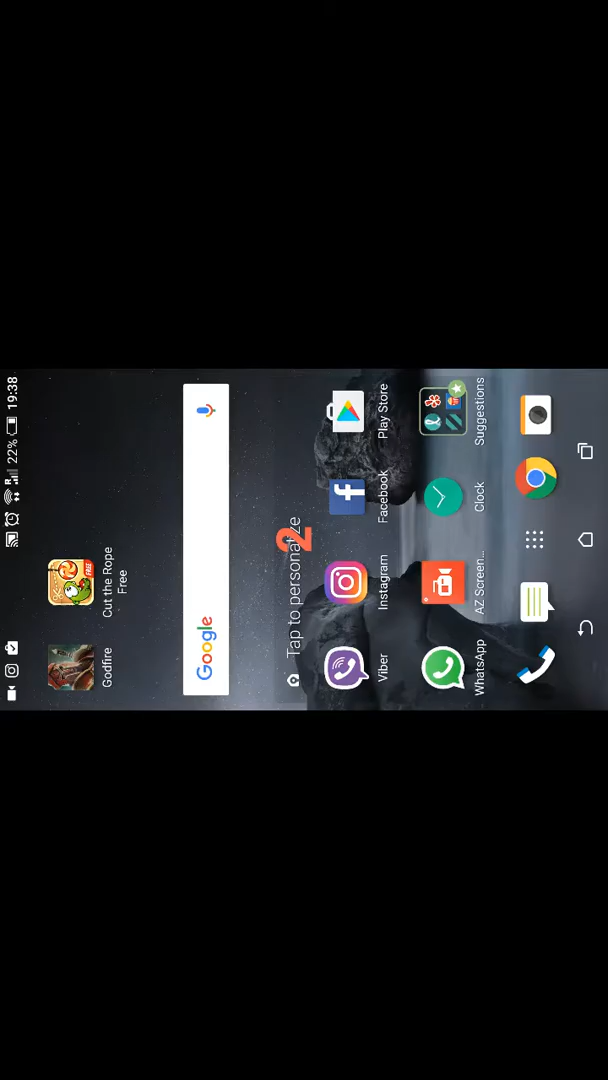 22% 19:38
Godfire
Cut the Rope
Free
FREE
Google
Tap to personalize
2
Viber
Instagram
Facebook
Play Store
WhatsApp
AZ Screen...
Clock
Suggestions